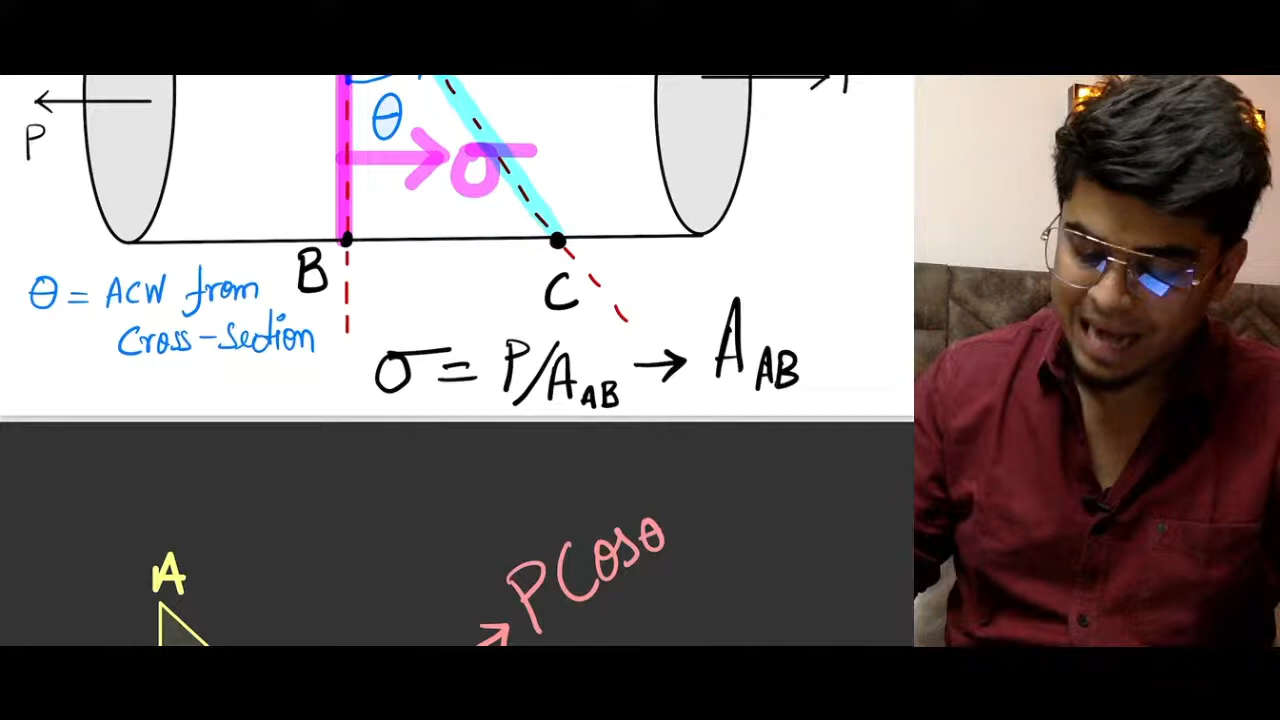 P
θ
σ
B
C
θ = ACW from
Cross-section
σ = P/A_AB → A_AB
PCosθ
A